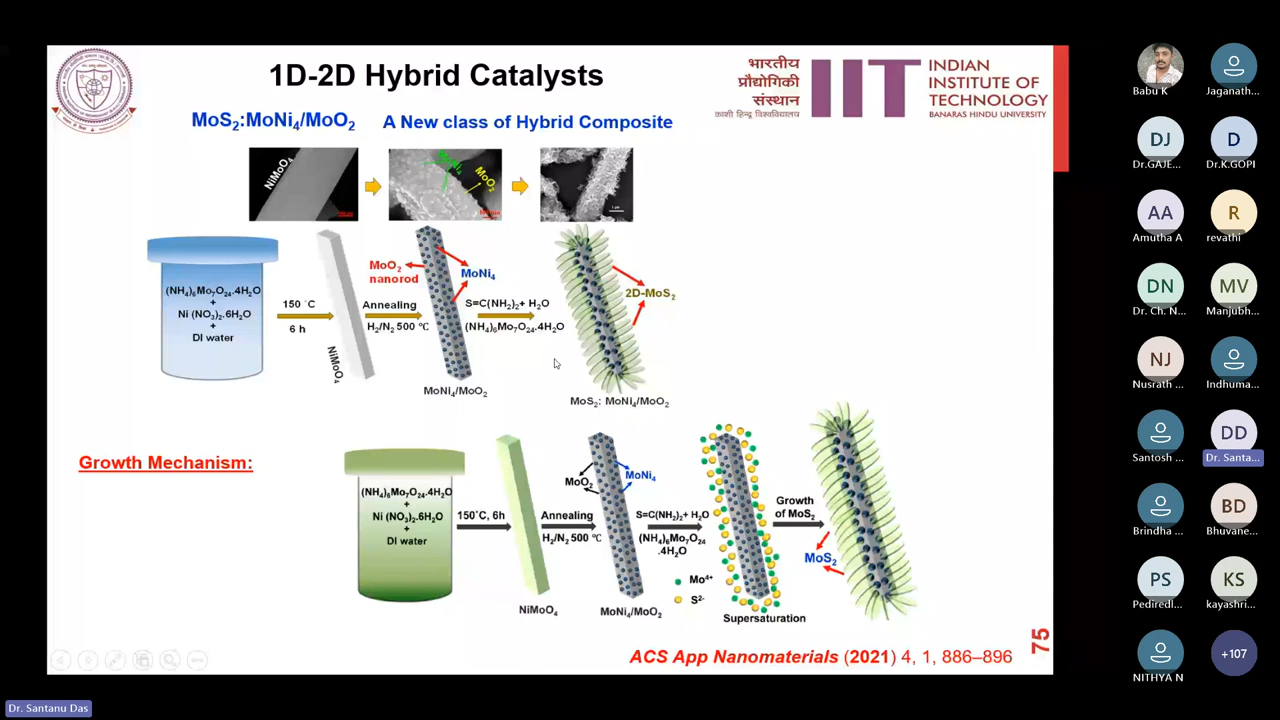 1D-2D Hybrid Catalysts
भारतीय
प्रौद्योगिकी
संस्थान
काशी हिन्दू विश्वविद्यालय
IIT
INDIAN
INSTITUTE OF
TECHNOLOGY
BANARAS HINDU UNIVERSITY
MoS2:MoNi4/MoO2
A New class of Hybrid Composite
NiMoO4
MoNi4
MoO2
(NH4)6Mo7O24.4H2O
+
Ni (NO3)2.6H2O
+
DI water
150 °C
6 h
NiMoO4
MoO2
nanorod
MoNi4
Annealing
H2/N2 500 °C
S=C(NH2)2+ H2O
(NH4)6Mo7O24.4H2O
2D-MoS2
MoNi4/MoO2
MoS2: MoNi4/MoO2
Growth Mechanism:
(NH4)6Mo7O24.4H2O
+
Ni (NO3)2.6H2O
+
DI water
150°C, 6h
NiMoO4
Annealing
H2/N2 500 °C
MoO2
MoNi4
MoNi4/MoO2
S=C(NH2)2+ H2O
(NH4)6Mo7O24
.4H2O
Mo4+
S2-
Supersaturation
Growth
of MoS2
MoS2
ACS App Nanomaterials (2021) 4, 1, 886–896
75
Babu K
Jaganath...
DJ
Dr.GAJE...
D
Dr.K.GOPI
AA
Amutha A
R
revathi
DN
Dr. Ch. N...
MV
Manjubh...
NJ
Nusrath ...
Indhuma...
Santosh ...
DD
Dr. Santa...
Brindha ...
BD
Bhuvane...
PS
Pediredl...
KS
kayashri...
NITHYA N
+107
Dr. Santanu Das